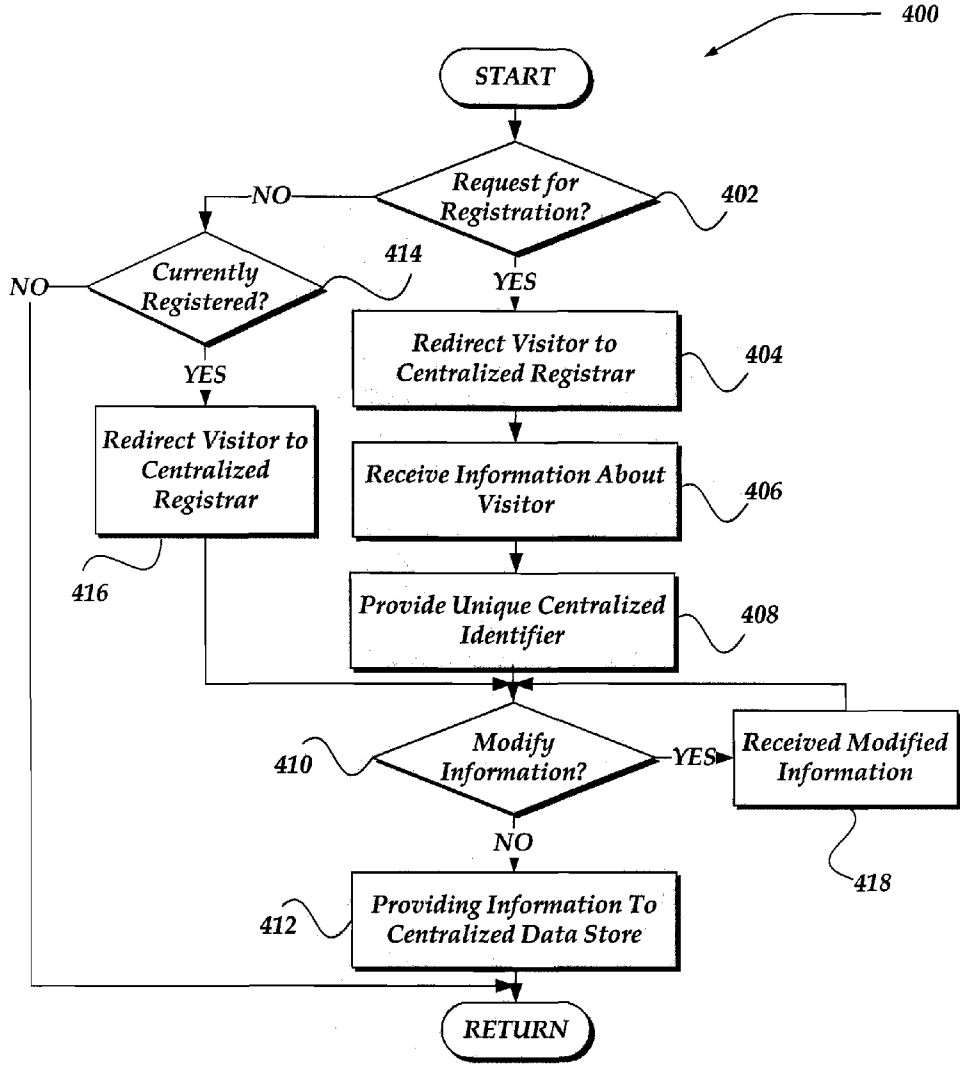 400
START
Request for
Registration?
402
NO
Currently
Registered?
414
NO
YES
Redirect Visitor to
Centralized Registrar
404
YES
Redirect Visitor to
Centralized
Registrar
416
Receive Information About
Visitor
406
Provide Unique Centralized
Identifier
408
Modify
Information?
410
YES
Received Modified
Information
418
NO
Providing Information To
Centralized Data Store
412
RETURN